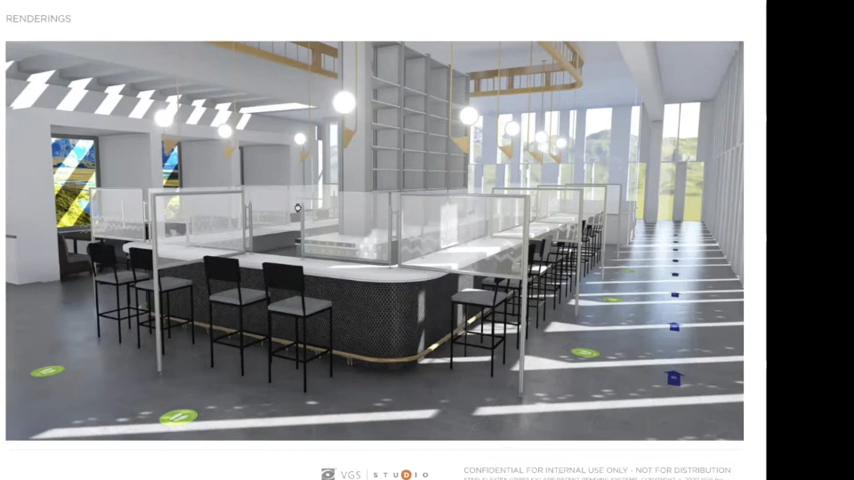 RENDERINGS
VGS | STUDIO
CONFIDENTIAL FOR INTERNAL USE ONLY - NOT FOR DISTRIBUTION